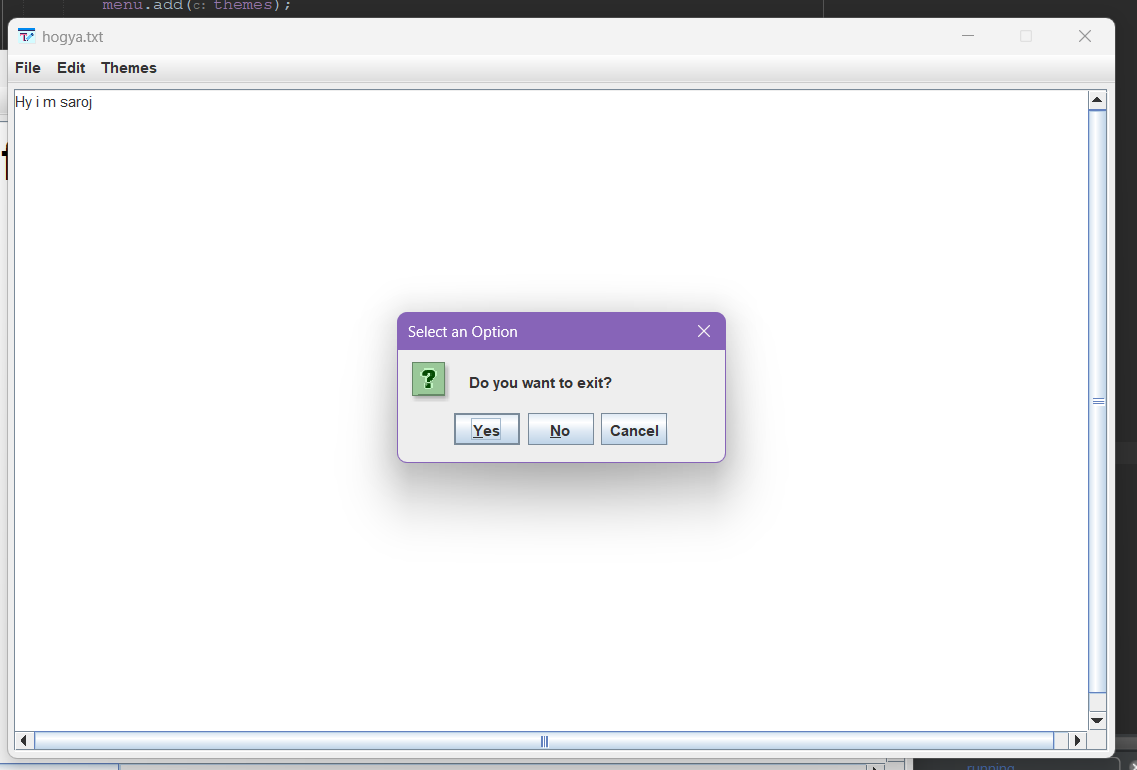 menu.add(c: themes);
hogya.txt
File Edit Themes
Hy i m saroj
Select an Option
?
Do you want to exit?
Yes No Cancel
running